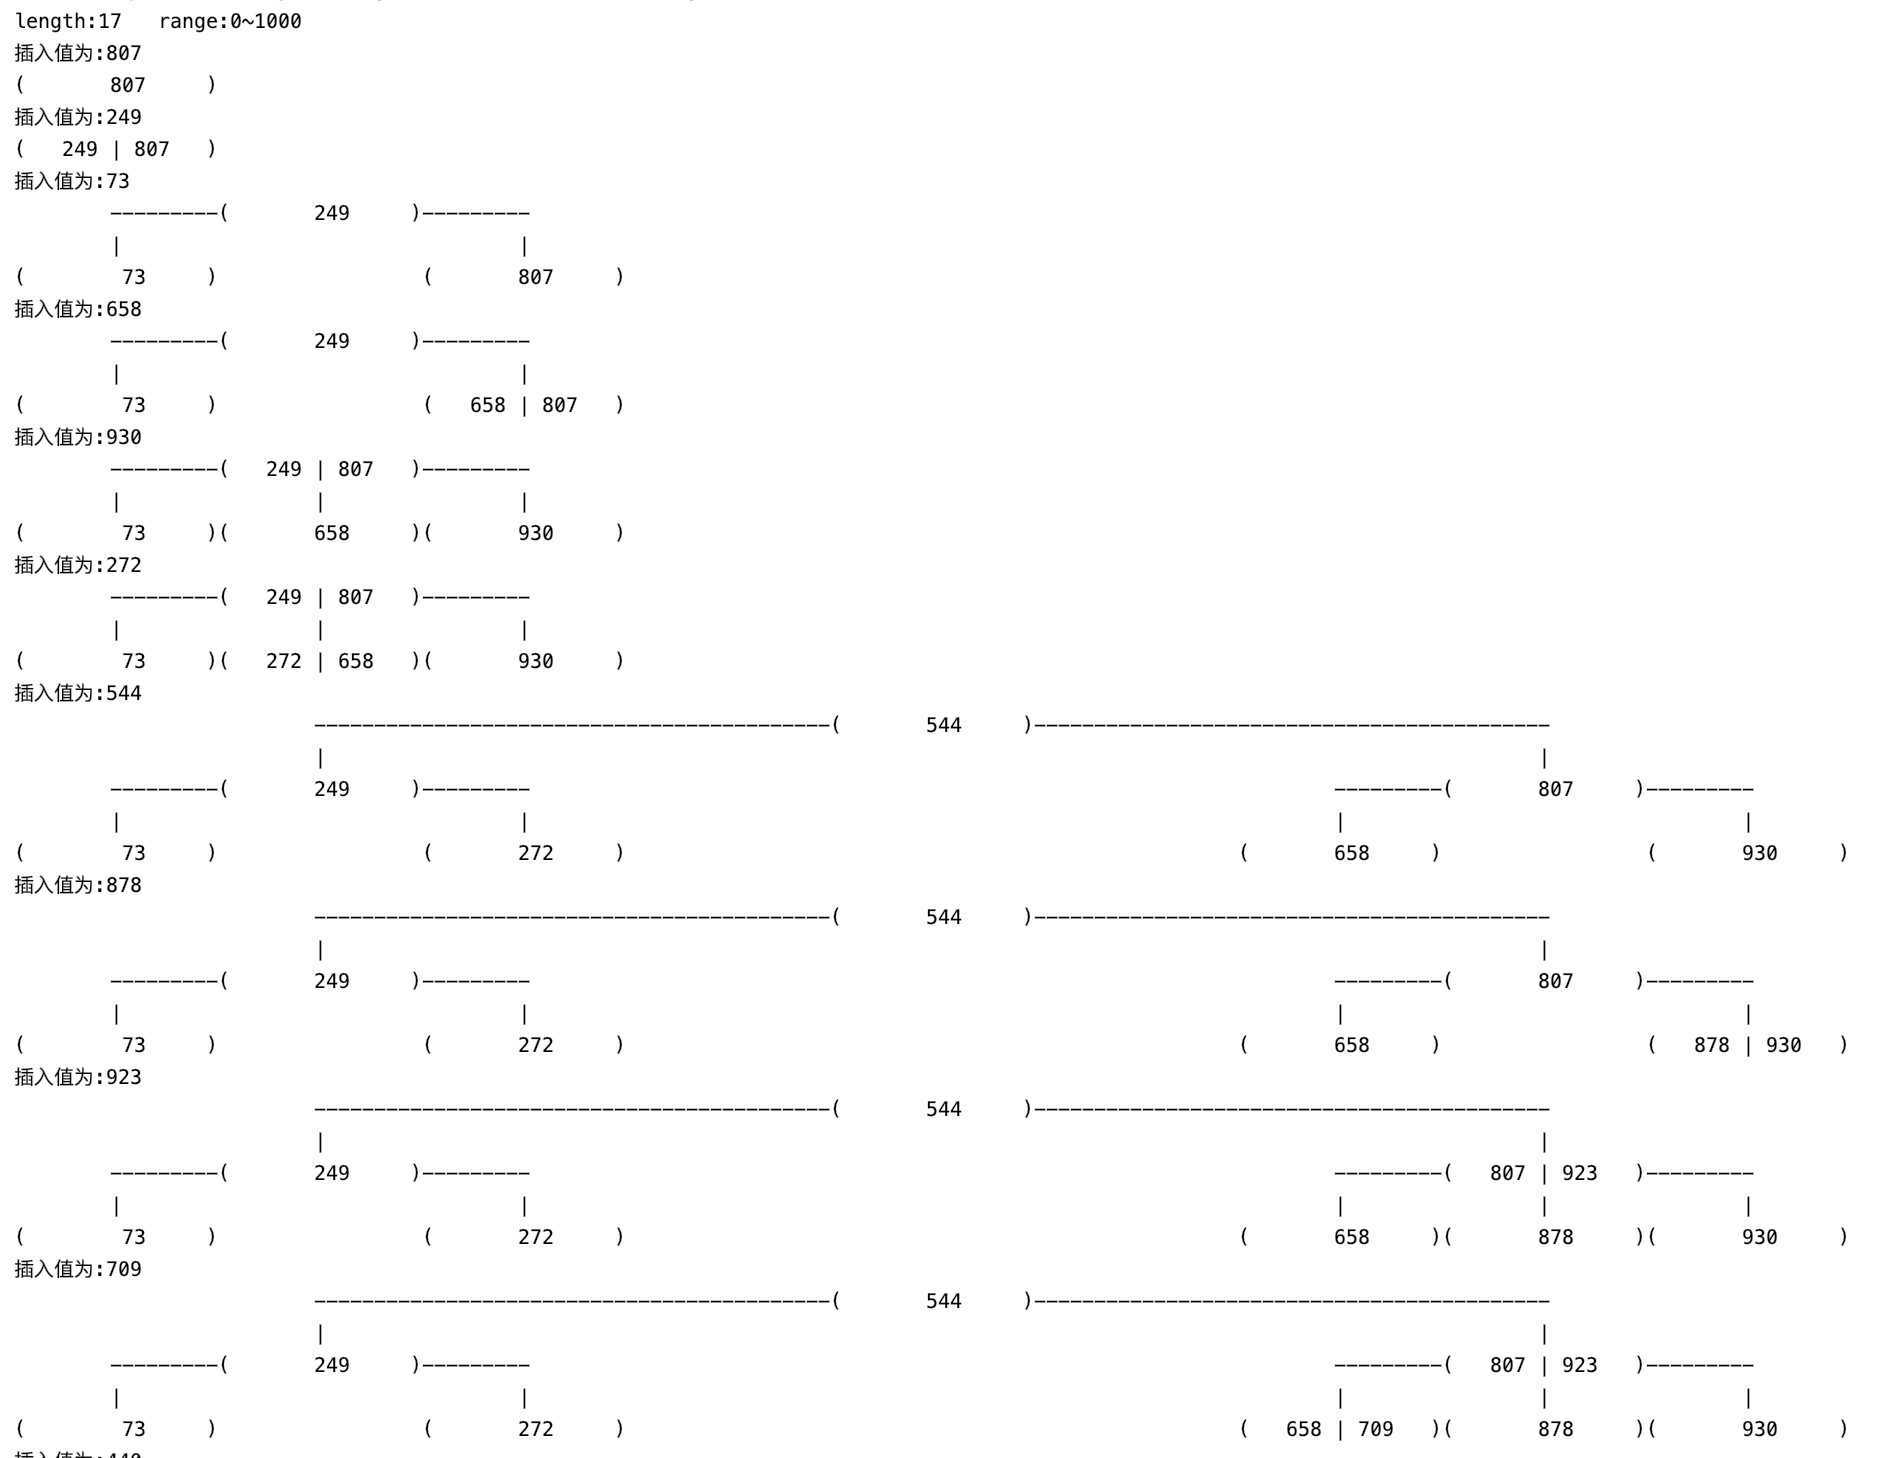 length:17   range:0~1000
插入值为:807
(       807     )
插入值为:249
(   249 | 807   )
插入值为:73
        ---------(       249     )---------
        |                                 |
(        73     )                 (       807     )
插入值为:658
        ---------(       249     )---------
        |                                 |
(        73     )                 (   658 | 807   )
插入值为:930
        ---------(   249 | 807   )---------
        |                |                |
(        73     )(       658     )(       930     )
插入值为:272
        ---------(   249 | 807   )---------
        |                |                |
(        73     )(   272 | 658   )(       930     )
插入值为:544
                         -------------------------------------------(       544     )-------------------------------------------
                         |                                                                                                     |
        ---------(       249     )---------                                                                   ---------(       807     )---------
        |                                 |                                                                   |                                 |
(        73     )                 (       272     )                                                   (       658     )                 (       930     )
插入值为:878
                         -------------------------------------------(       544     )-------------------------------------------
                         |                                                                                                     |
        ---------(       249     )---------                                                                   ---------(       807     )---------
        |                                 |                                                                   |                                 |
(        73     )                 (       272     )                                                   (       658     )                 (   878 | 930   )
插入值为:923
                         -------------------------------------------(       544     )-------------------------------------------
                         |                                                                                                     |
        ---------(       249     )---------                                                                   ---------(   807 | 923   )---------
        |                                 |                                                                   |                |                |
(        73     )                 (       272     )                                                   (       658     )(       878     )(       930     )
插入值为:709
                         -------------------------------------------(       544     )-------------------------------------------
                         |                                                                                                     |
        ---------(       249     )---------                                                                   ---------(   807 | 923   )---------
        |                                 |                                                                   |                |                |
(        73     )                 (       272     )                                                   (   658 | 709   )(       878     )(       930     )